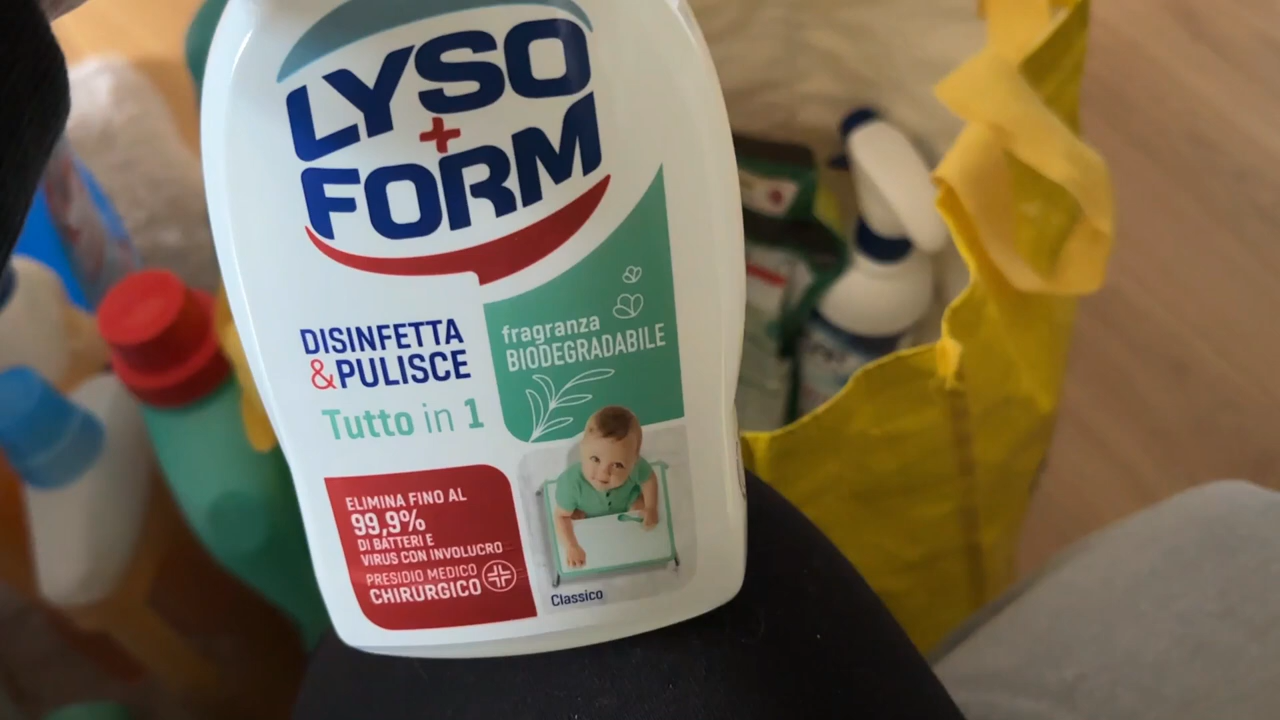 LYSO
+
FORM
DISINFETTA
&PULISCE
Tutto in 1
fragranza
BIODEGRADABILE
ELIMINA FINO AL
99,9%
DI BATTERI E
VIRUS CON INVOLUCRO
PRESIDIO MEDICO
CHIRURGICO
Classico